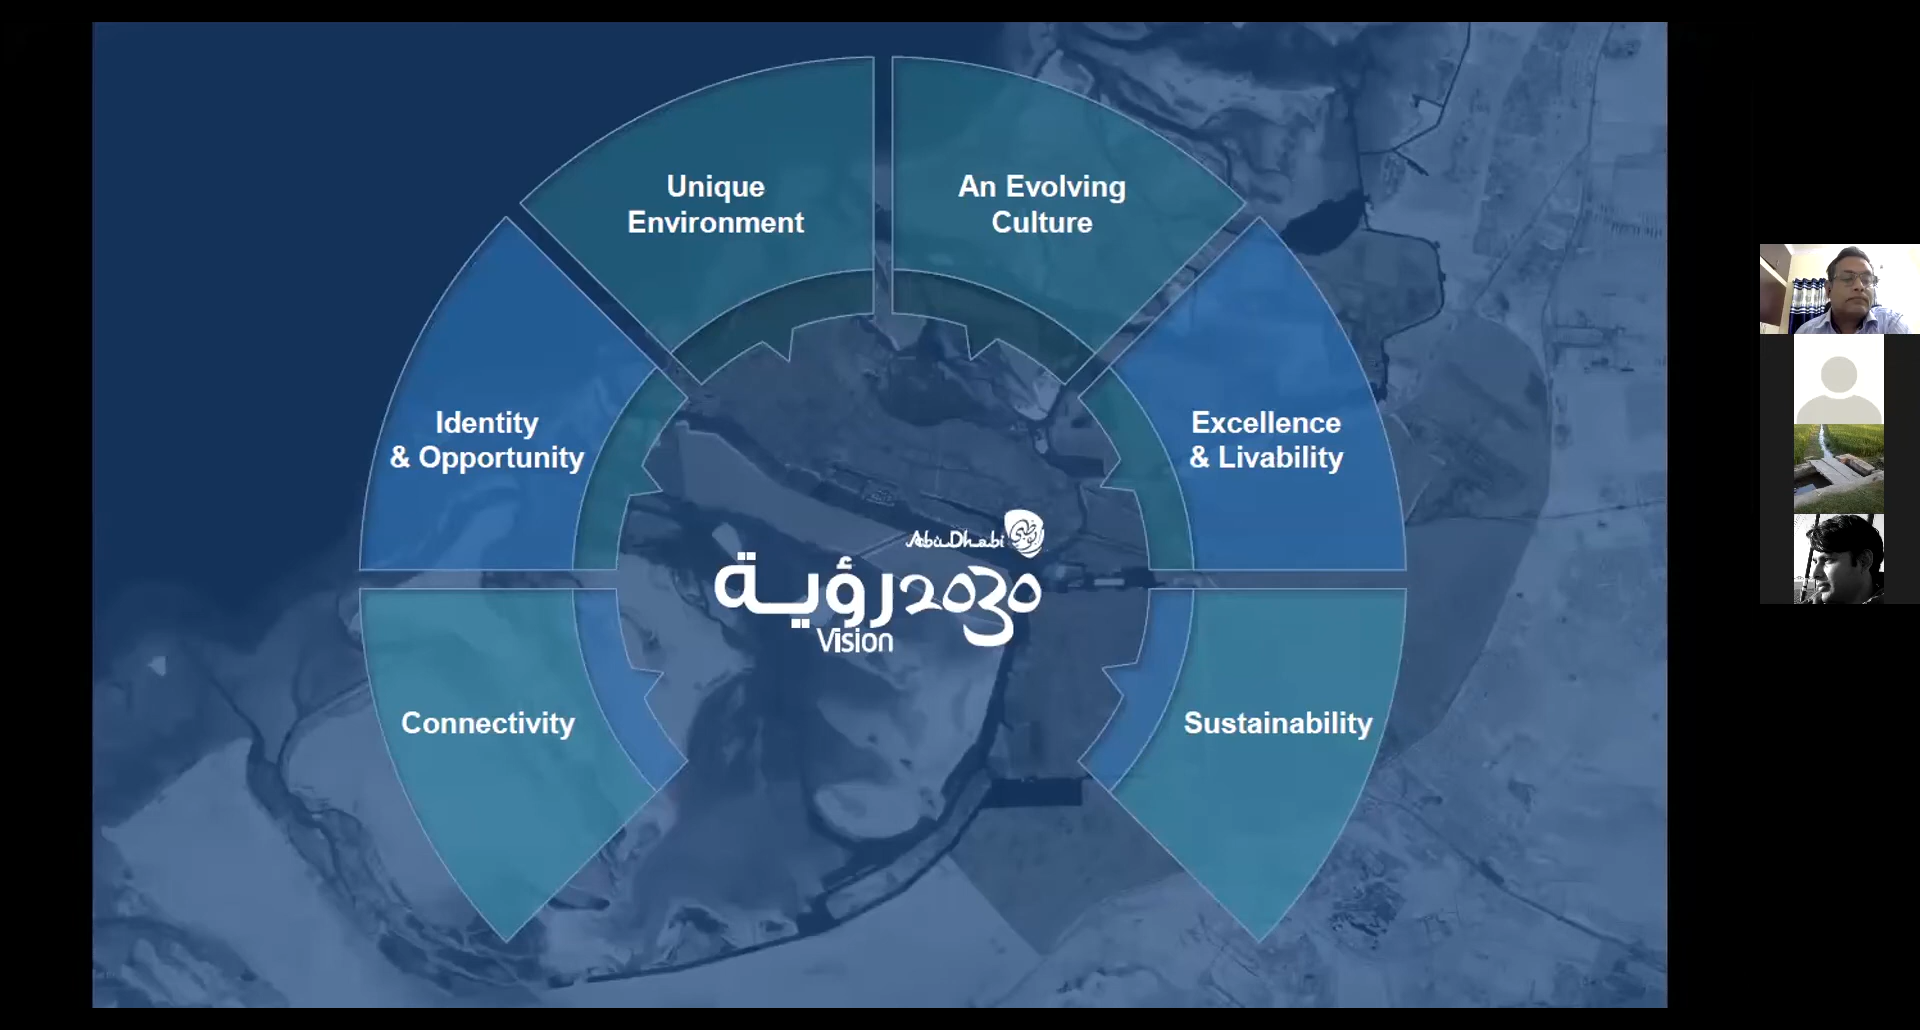 Unique
Environment
An Evolving
Culture
Identity
& Opportunity
Excellence
& Livability
Abu Dhabi
رؤية 2030
Vision
Connectivity
Sustainability